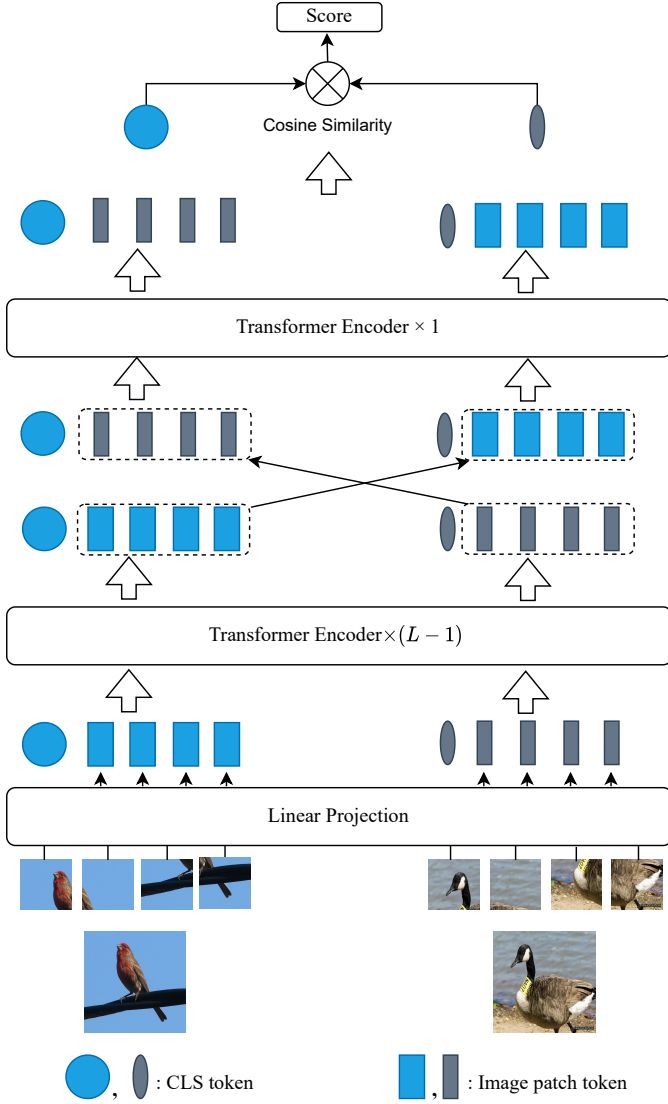 Score
Cosine Similarity
Transformer Encoder × 1
Transformer Encoder×(L − 1)
Linear Projection
, : CLS token
, : Image patch token